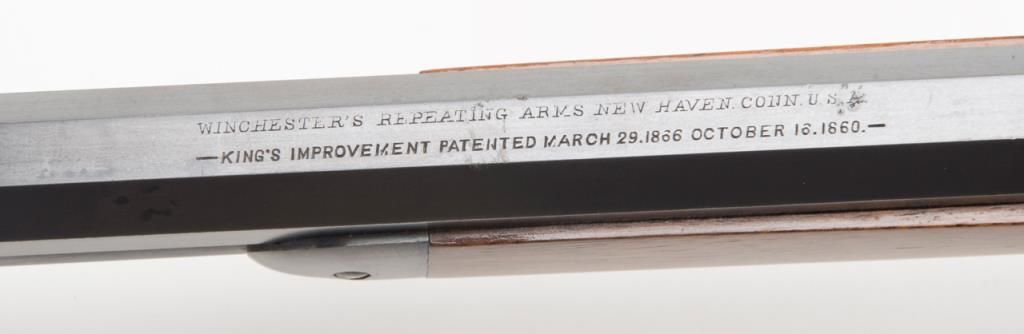 WINCHESTER'S REPEATING ARMS NEW HAVEN. CONN. U.S.A
—KING'S IMPROVEMENT PATENTED MARCH 29.1866 OCTOBER 16.1860.—